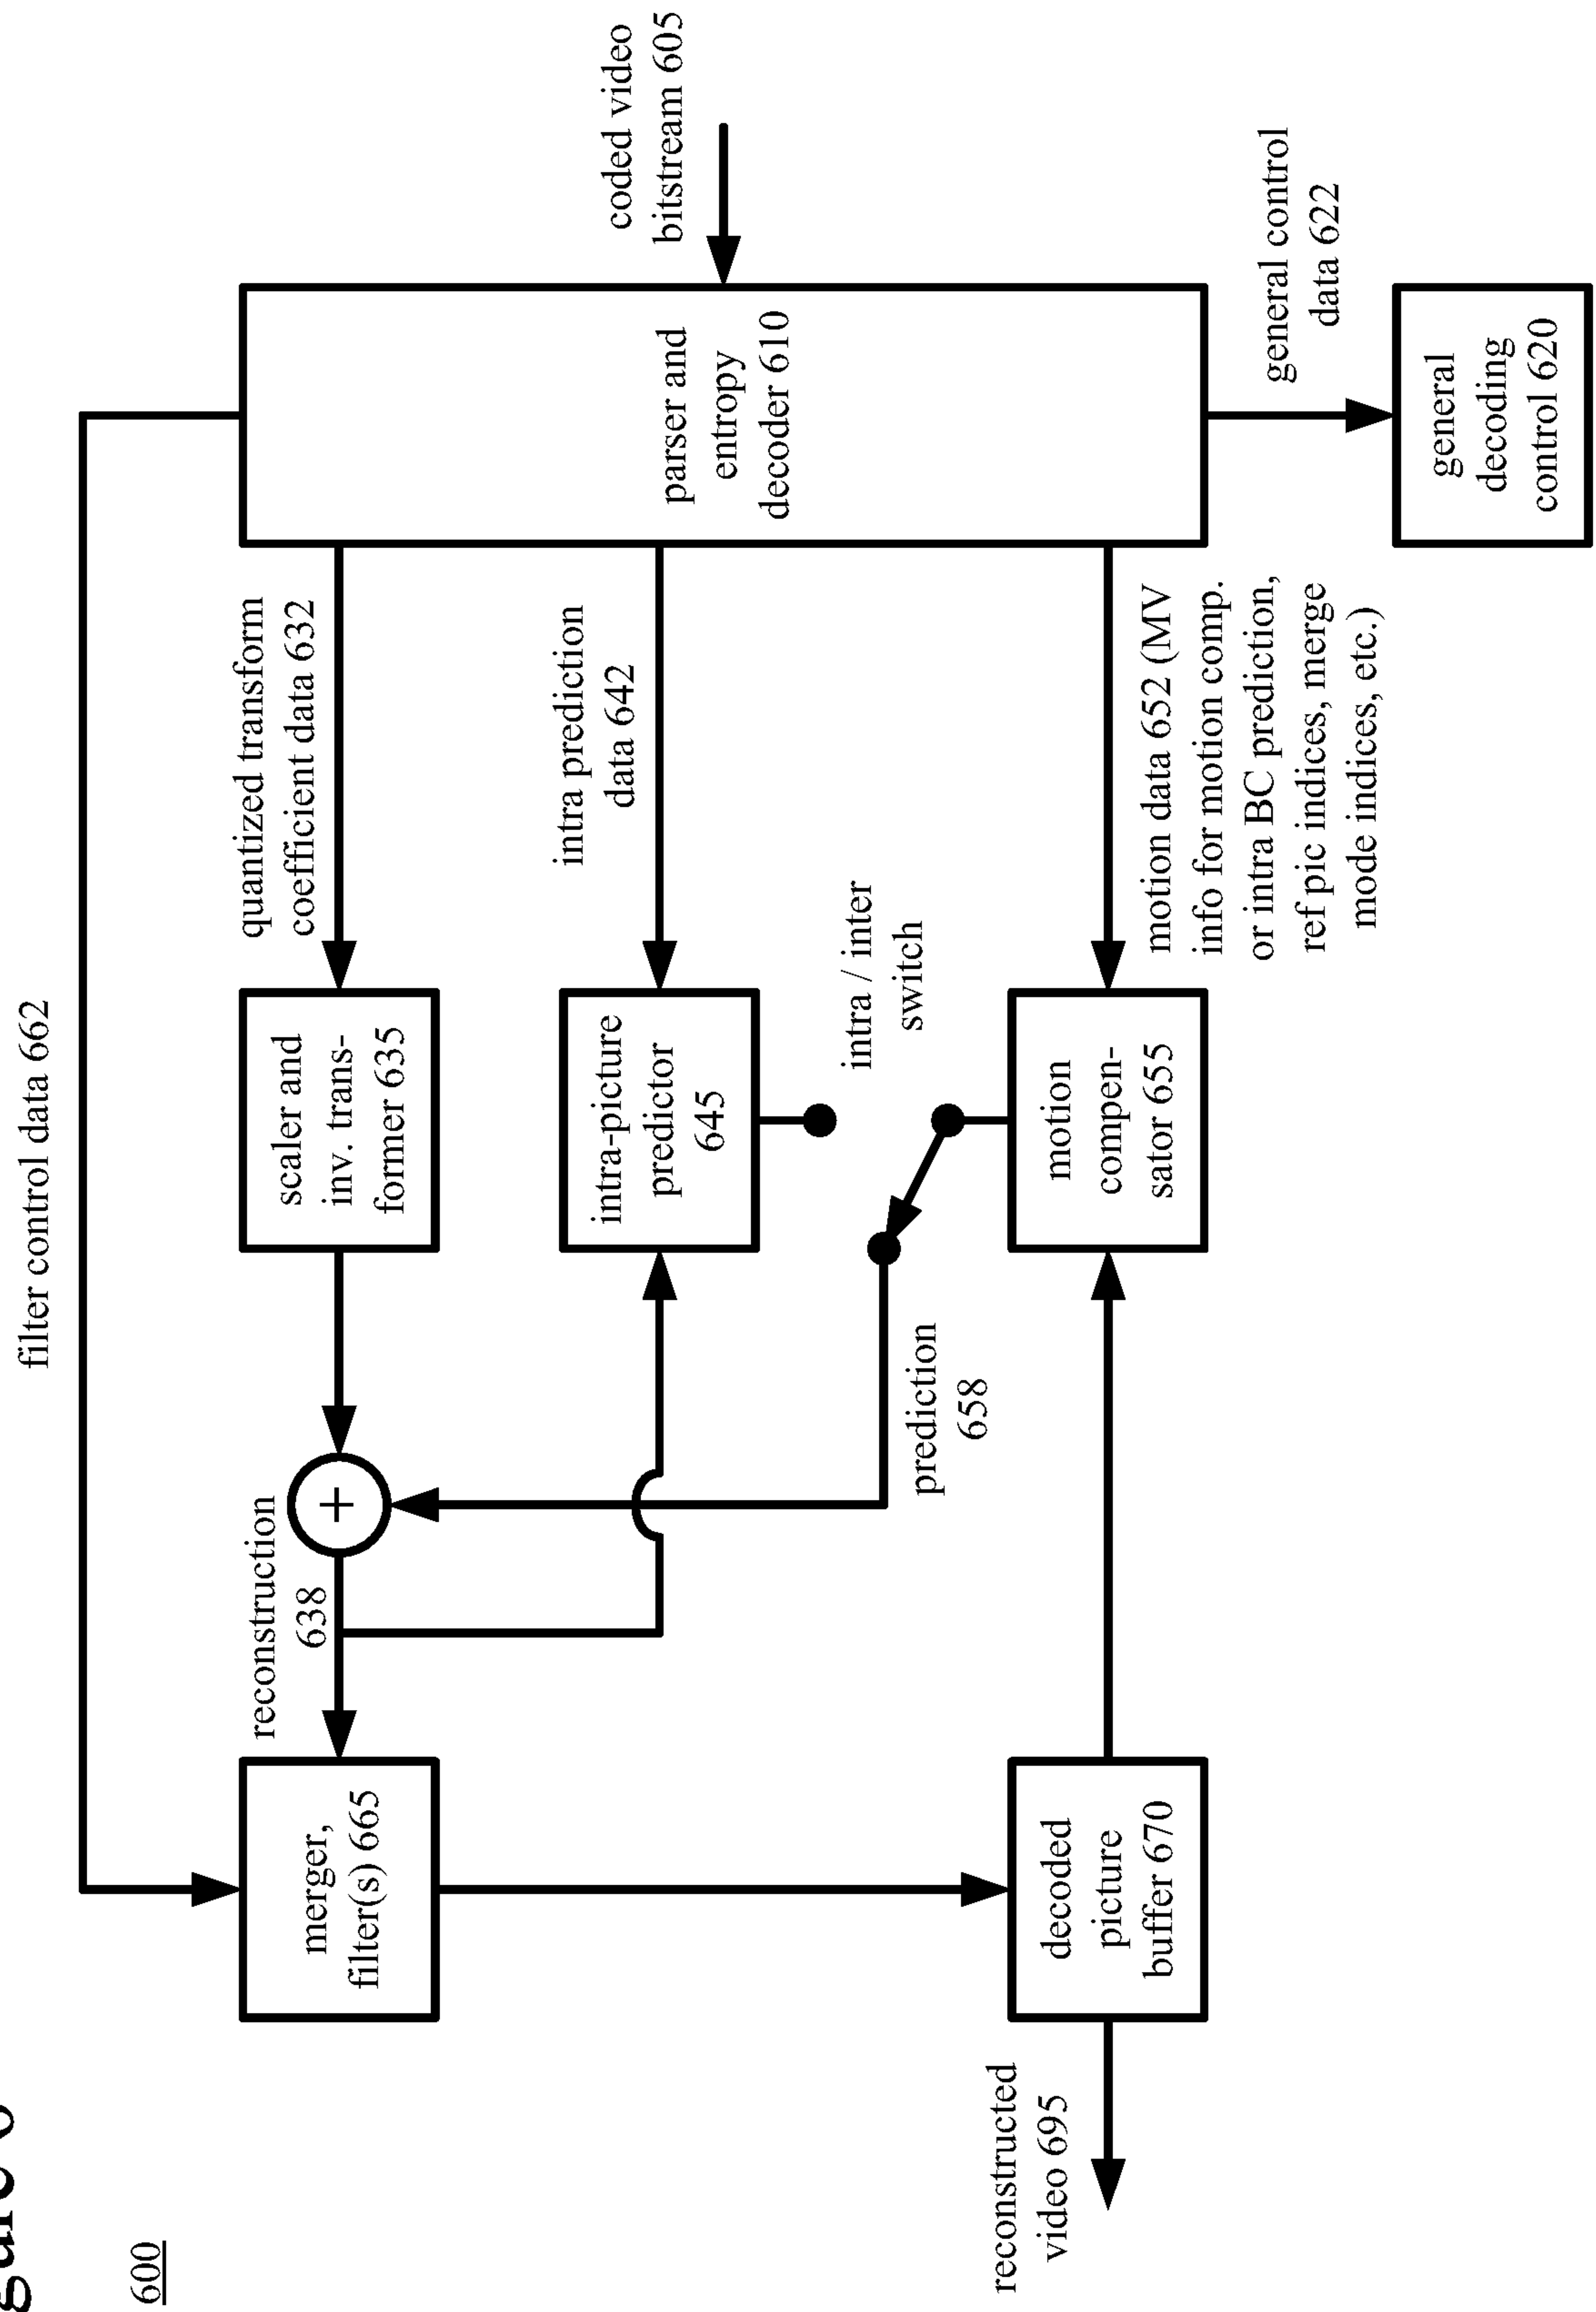 filter control data 662
600
reconstruction
638
quantized transform
coefficient data 632
merger,
filter(s) 665
scaler and
inv. trans-
former 635
intra prediction
data 642
intra-picture
predictor
645
parser and
entropy
decoder 610
coded video
bitstream 605
intra / inter
switch
prediction
658
reconstructed
video 695
decoded
picture
buffer 670
motion
compen-
sator 655
motion data 652 (MV
info for motion comp.
or intra BC prediction,
ref pic indices, merge
mode indices, etc.)
general control
data 622
general
decoding
control 620